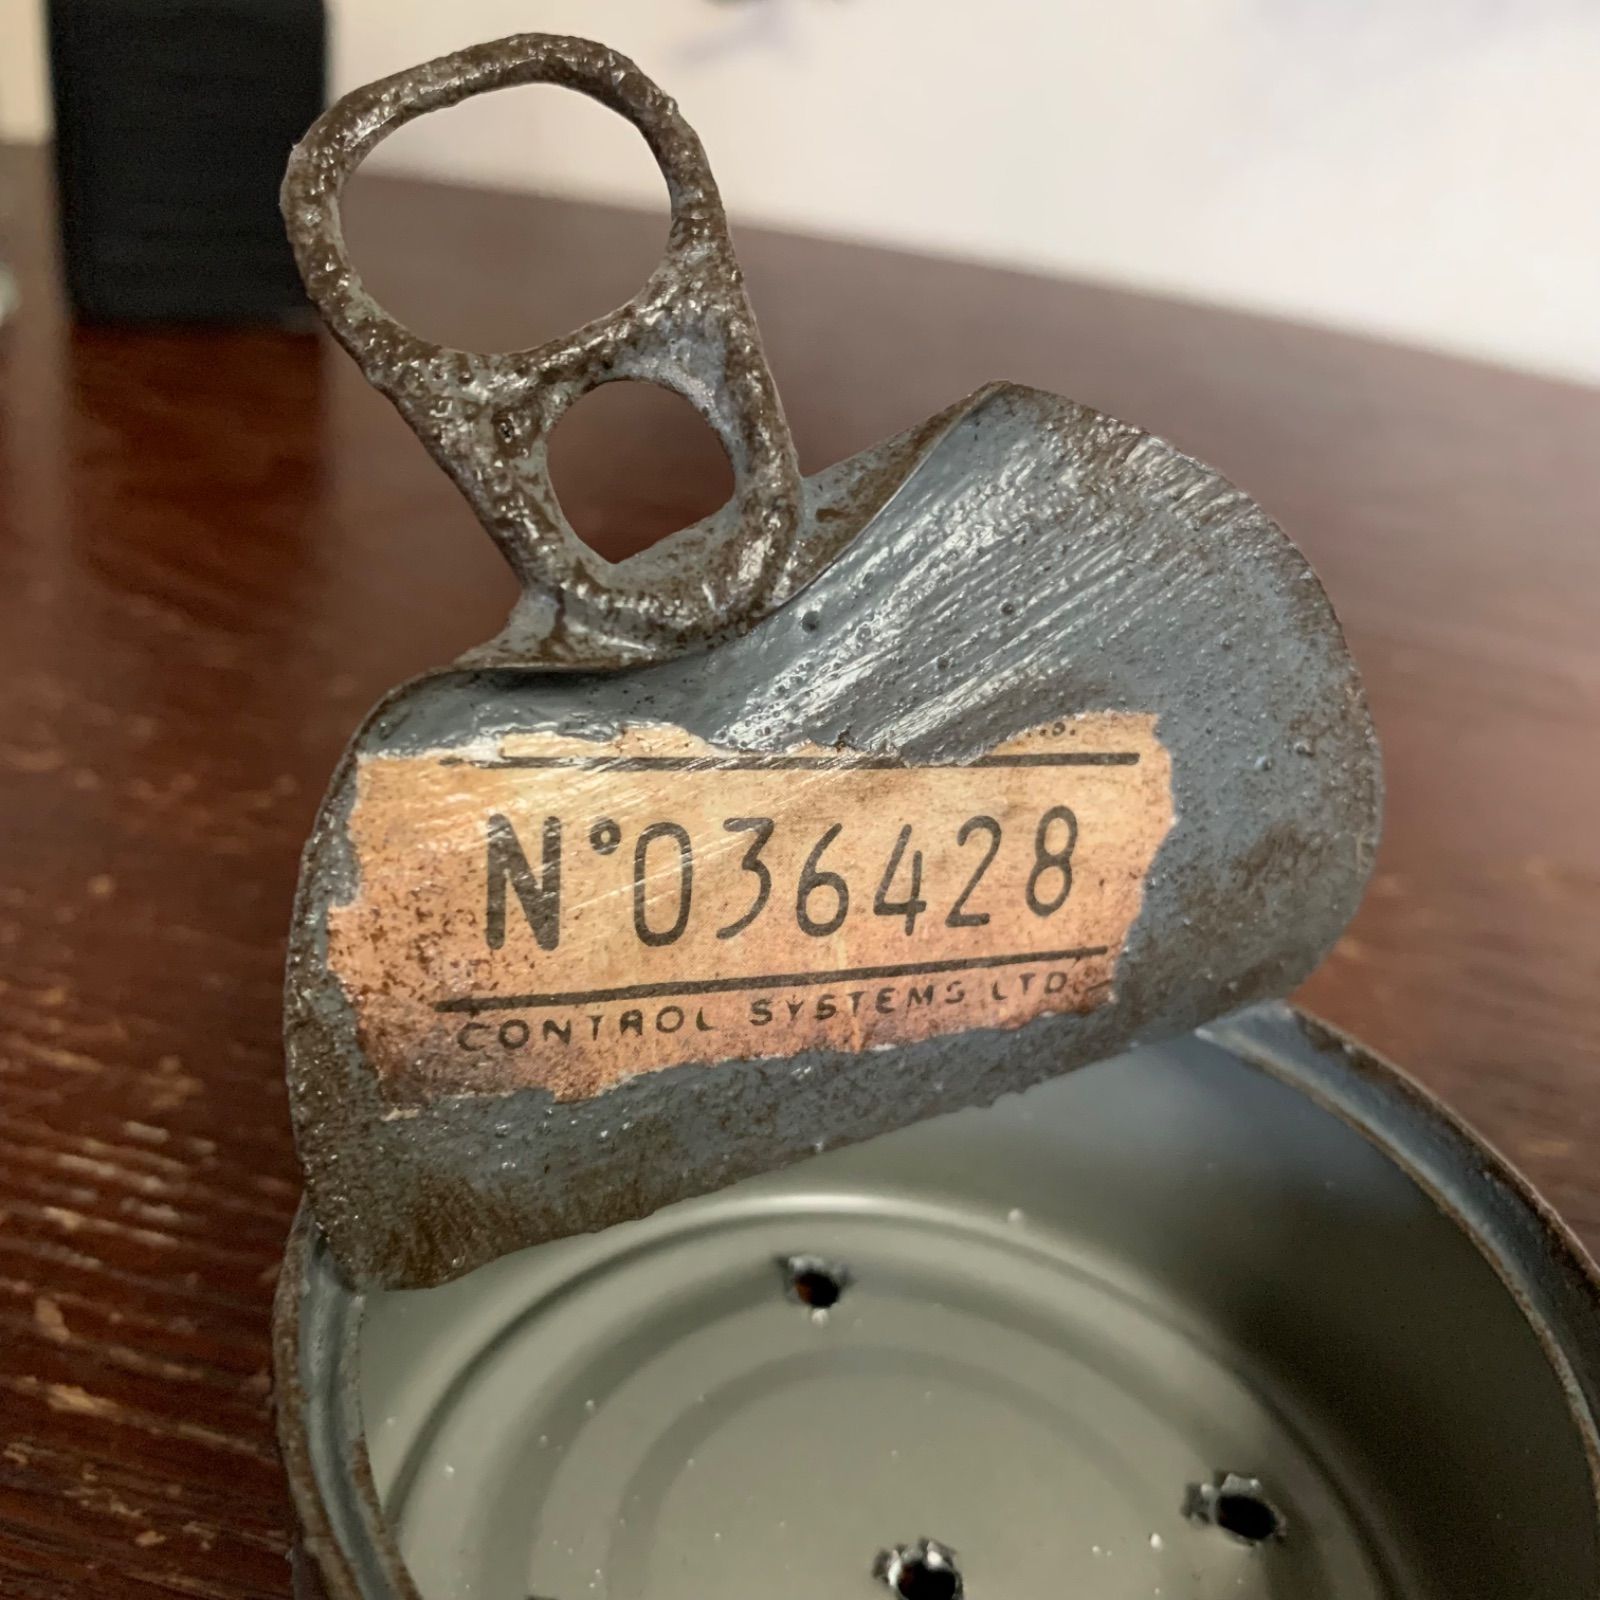 N°036428
CONTROL SYSTEMS LTD.